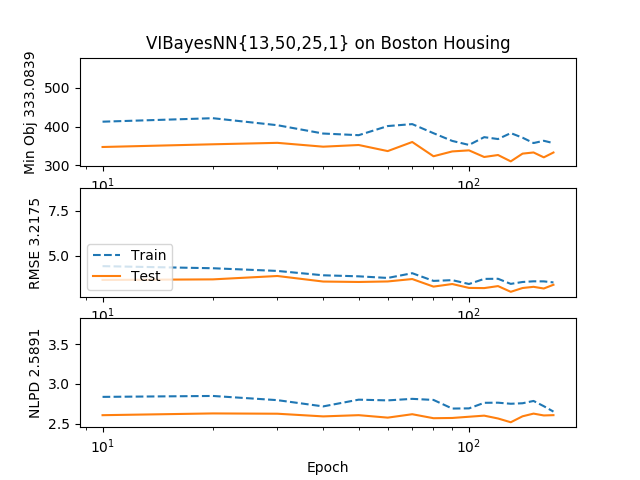 VIBayesNN{13,50,25,1} on Boston Housing
Min Obj 333.0839
500
400
300
10¹
10²
RMSE 3.2175
7.5
5.0
Train
Test
10¹
10²
NLPD 2.5891
3.5
3.0
2.5
10¹
10²
Epoch